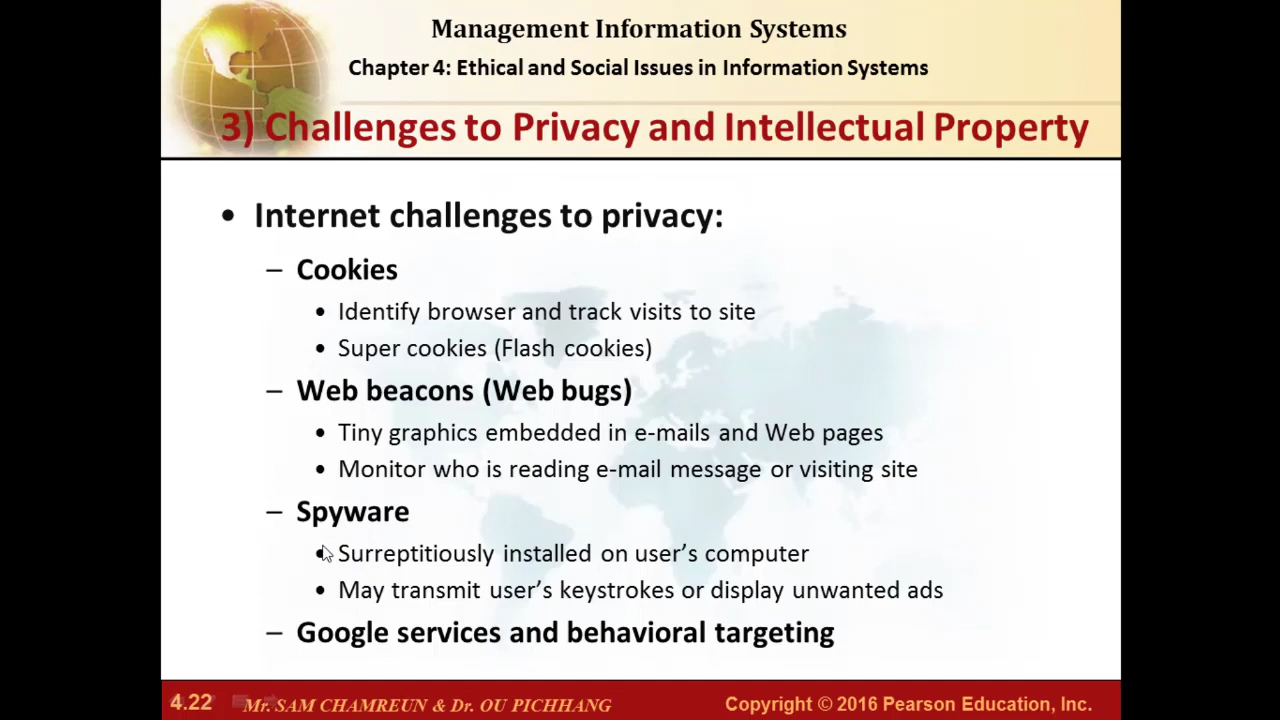 Management Information Systems
Chapter 4: Ethical and Social Issues in Information Systems
3) Challenges to Privacy and Intellectual Property
• Internet challenges to privacy:
– Cookies
• Identify browser and track visits to site
• Super cookies (Flash cookies)
– Web beacons (Web bugs)
• Tiny graphics embedded in e-mails and Web pages
• Monitor who is reading e-mail message or visiting site
– Spyware
• Surreptitiously installed on user’s computer
• May transmit user’s keystrokes or display unwanted ads
– Google services and behavioral targeting
4.22 Mr. SAM CHAMREUN & Dr. OU PICHHANG Copyright © 2016 Pearson Education, Inc.